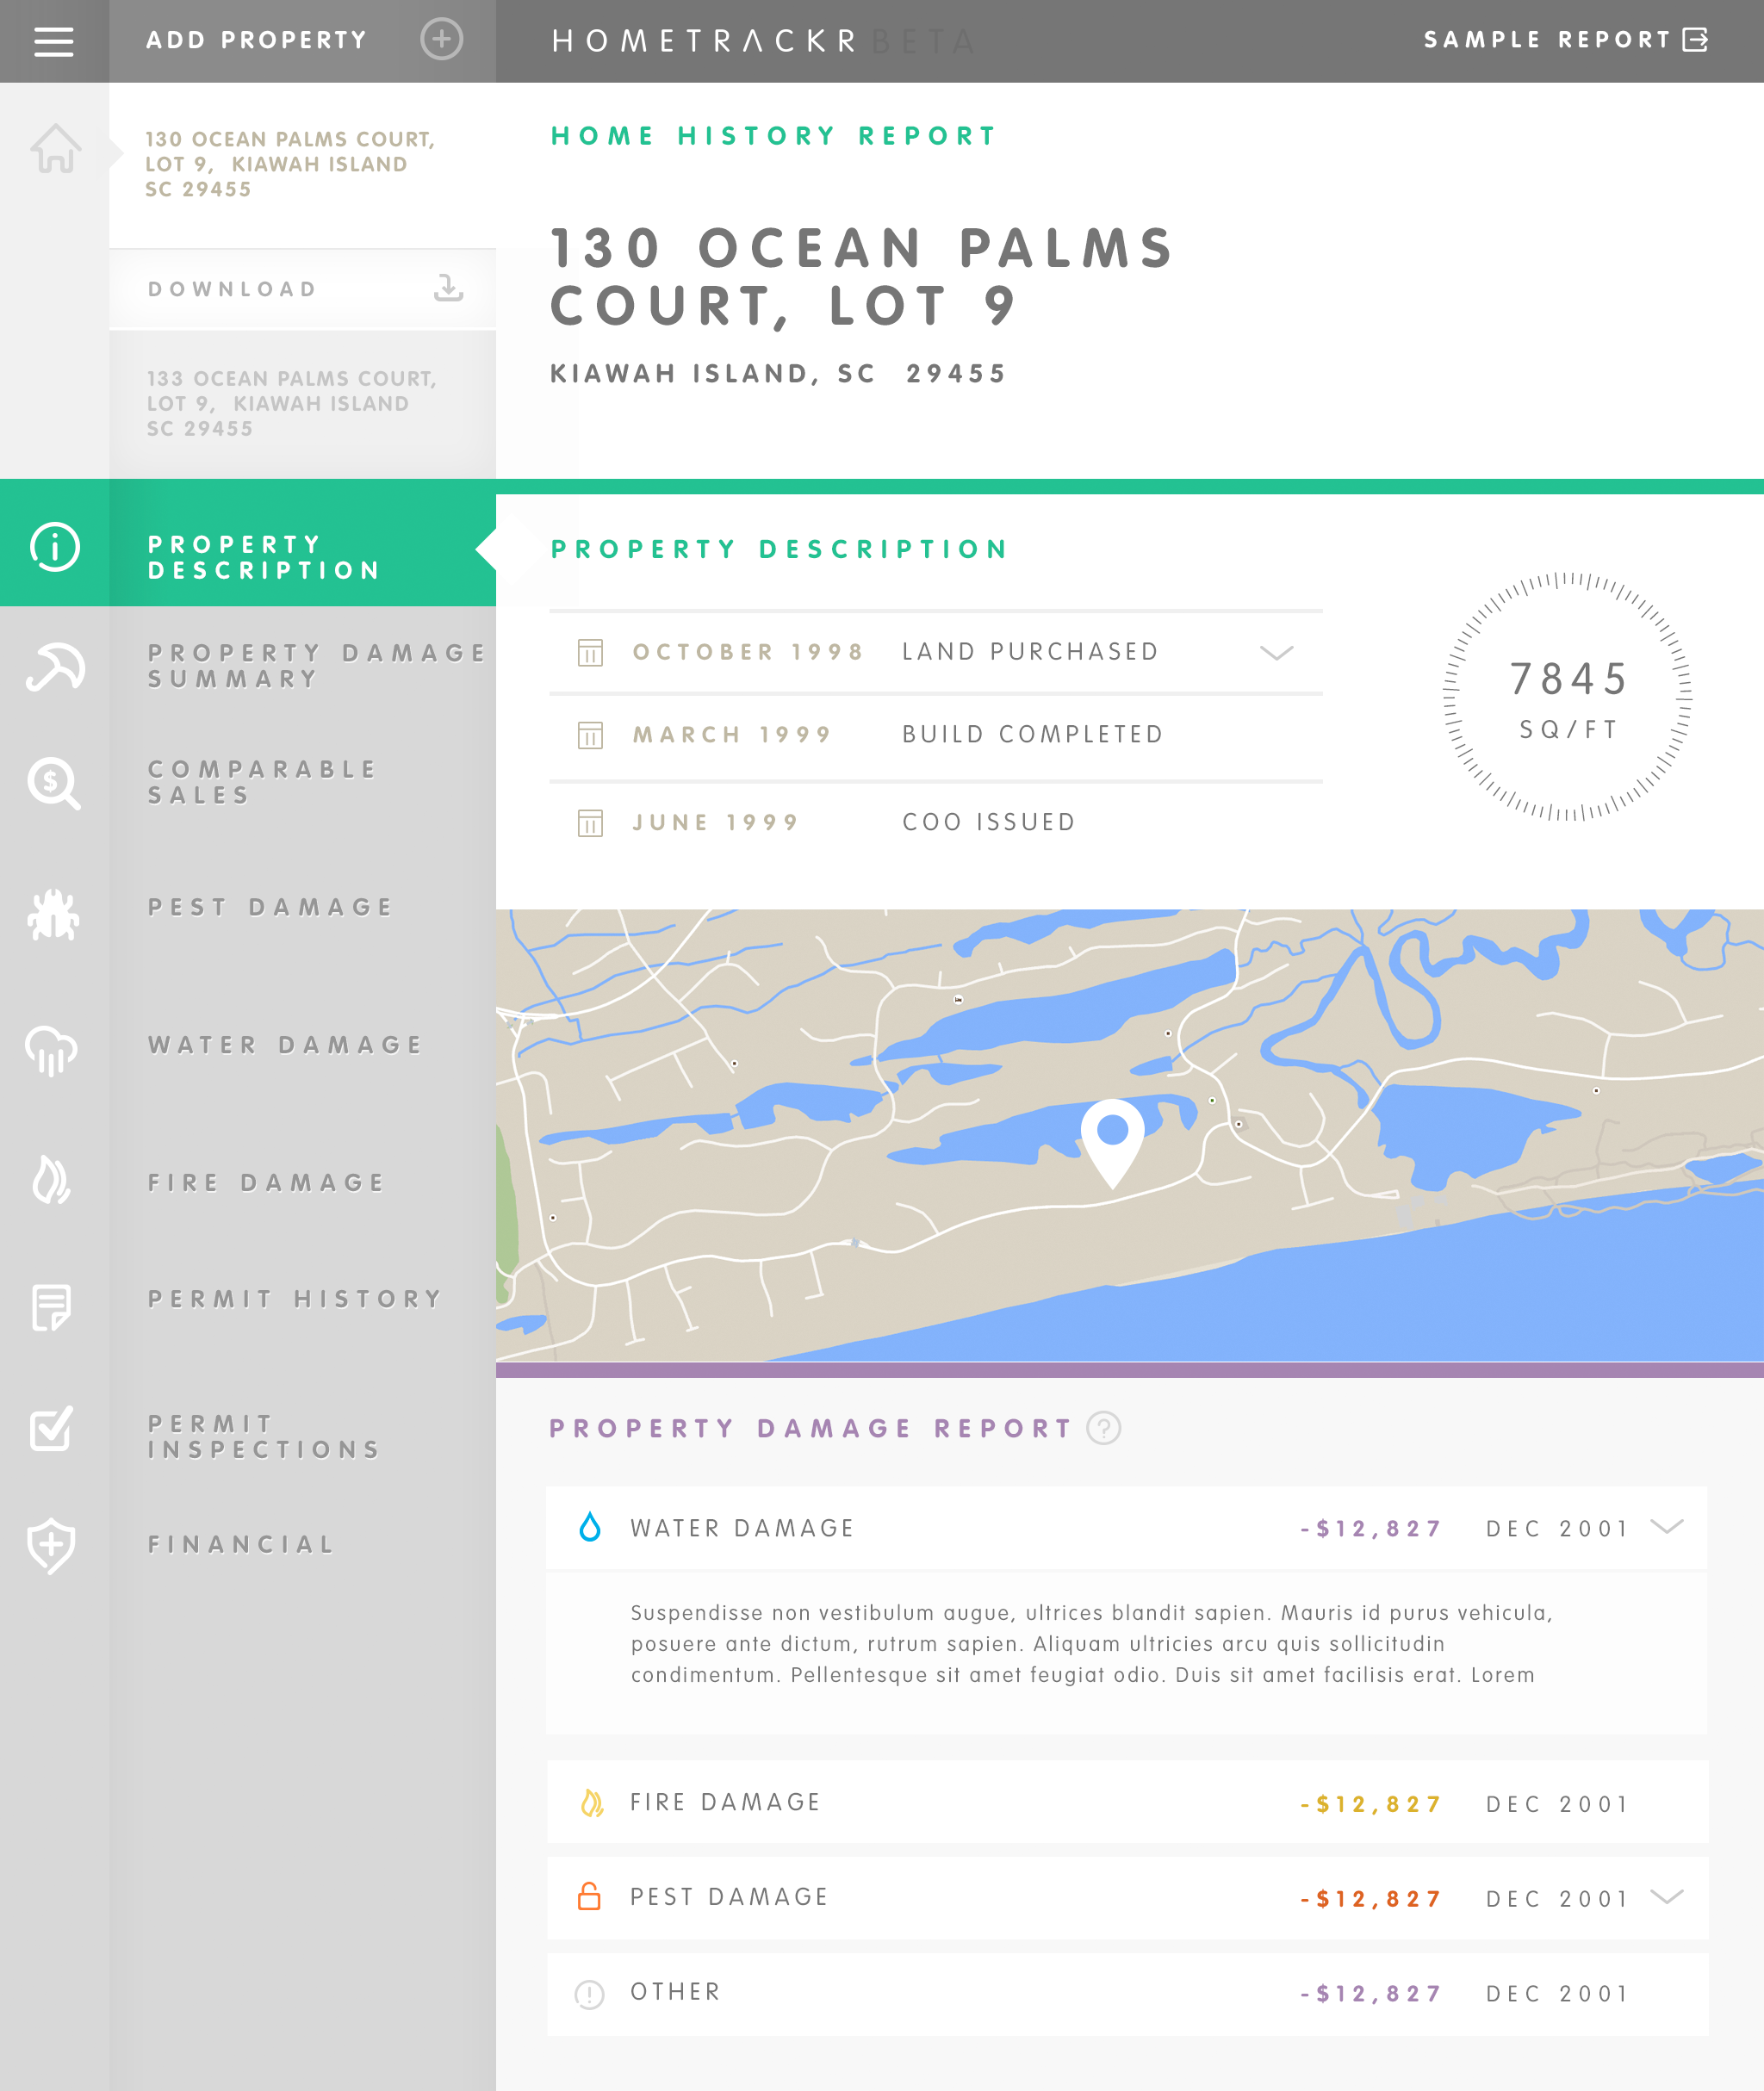 ADD PROPERTY
HOMETRACKR BETA
SAMPLE REPORT
130 OCEAN PALMS COURT,
LOT 9, KIAWAH ISLAND
SC 29455
DOWNLOAD
133 OCEAN PALMS COURT,
LOT 9, KIAWAH ISLAND
SC 29455
PROPERTY
DESCRIPTION
PROPERTY DAMAGE
SUMMARY
COMPARABLE
SALES
PEST DAMAGE
WATER DAMAGE
FIRE DAMAGE
PERMIT HISTORY
PERMIT
INSPECTIONS
FINANCIAL
HOME HISTORY REPORT
130 OCEAN PALMS
COURT, LOT 9
KIAWAH ISLAND, SC 29455
PROPERTY DESCRIPTION
OCTOBER 1998 LAND PURCHASED
MARCH 1999 BUILD COMPLETED
JUNE 1999 COO ISSUED
7845
SQ/FT
PROPERTY DAMAGE REPORT ?
WATER DAMAGE -$12,827 DEC 2001
Suspendisse non vestibulum augue, ultrices blandit sapien. Mauris id purus vehicula,
posuere ante dictum, rutrum sapien. Aliquam ultricies arcu quis sollicitudin
condimentum. Pellentesque sit amet feugiat odio. Duis sit amet facilisis erat. Lorem
FIRE DAMAGE -$12,827 DEC 2001
PEST DAMAGE -$12,827 DEC 2001
OTHER -$12,827 DEC 2001